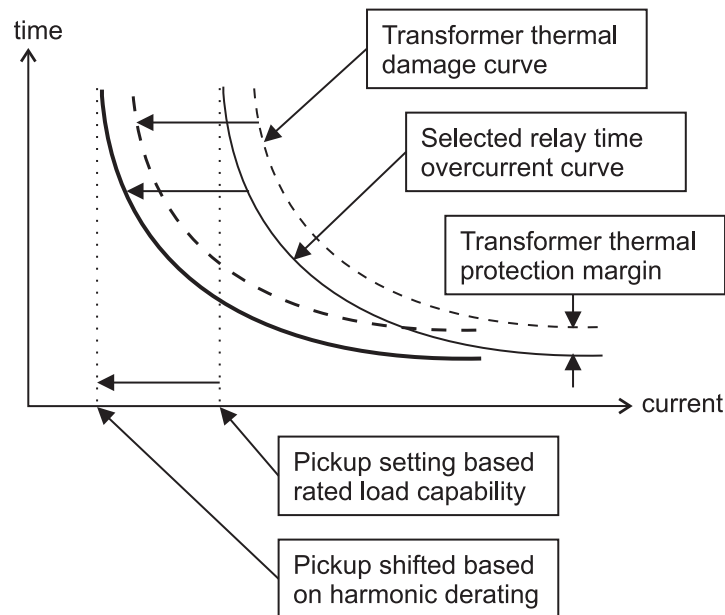 time
Transformer thermal
damage curve
Selected relay time
overcurrent curve
Transformer thermal
protection margin
current
Pickup setting based
rated load capability
Pickup shifted based
on harmonic derating